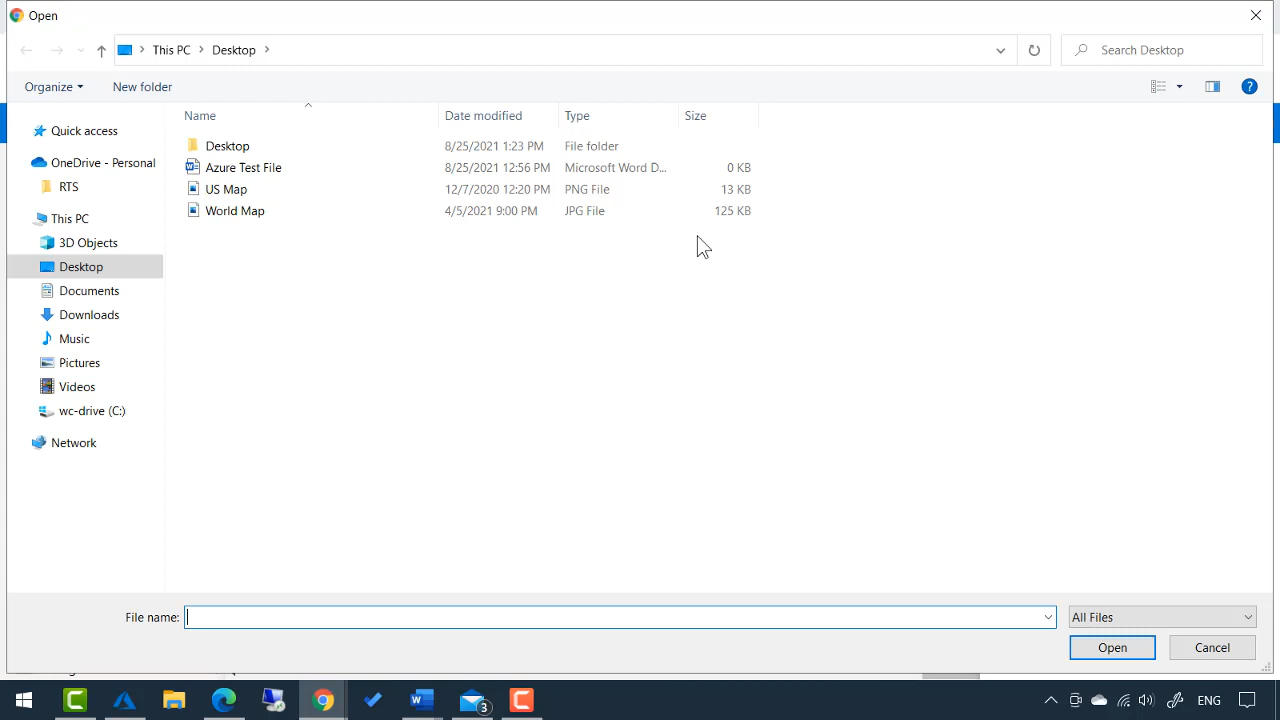 Open
This PC Desktop
Search Desktop
Organize New folder
Name Date modified Type Size
Quick access
OneDrive - Personal
RTS
This PC
3D Objects
Desktop
Documents
Downloads
Music
Pictures
Videos
wc-drive (C:)
Network
Desktop 8/25/2021 1:23 PM File folder
Azure Test File 8/25/2021 12:56 PM Microsoft Word D... 0 KB
US Map 12/7/2020 12:20 PM PNG File 13 KB
World Map 4/5/2021 9:00 PM JPG File 125 KB
File name: All Files
Open Cancel
3 ENG